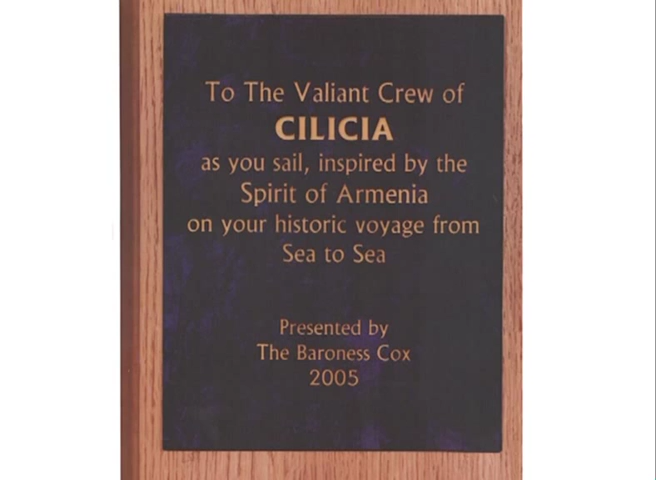 To The Valiant Crew of
CILICIA
as you sail, inspired by the
Spirit of Armenia
on your historic voyage from
Sea to Sea
Presented by
The Baroness Cox
2005